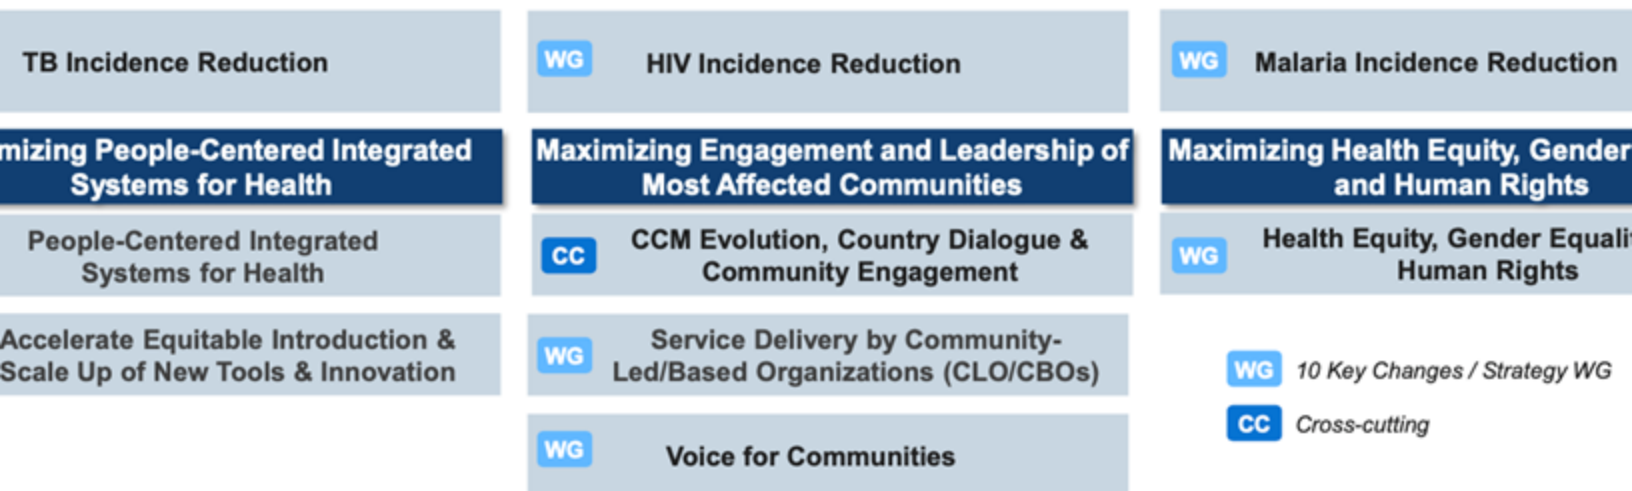 TB Incidence Reduction
WG HIV Incidence Reduction
WG Malaria Incidence Reduction
mizing People-Centered Integrated
Systems for Health
Maximizing Engagement and Leadership of
Most Affected Communities
Maximizing Health Equity, Gender
and Human Rights
People-Centered Integrated
Systems for Health
CC CCM Evolution, Country Dialogue &
Community Engagement
WG Health Equity, Gender Equali
Human Rights
Accelerate Equitable Introduction &
Scale Up of New Tools & Innovation
WG Service Delivery by Community-
Led/Based Organizations (CLO/CBOs)
WG Voice for Communities
WG 10 Key Changes / Strategy WG
CC Cross-cutting